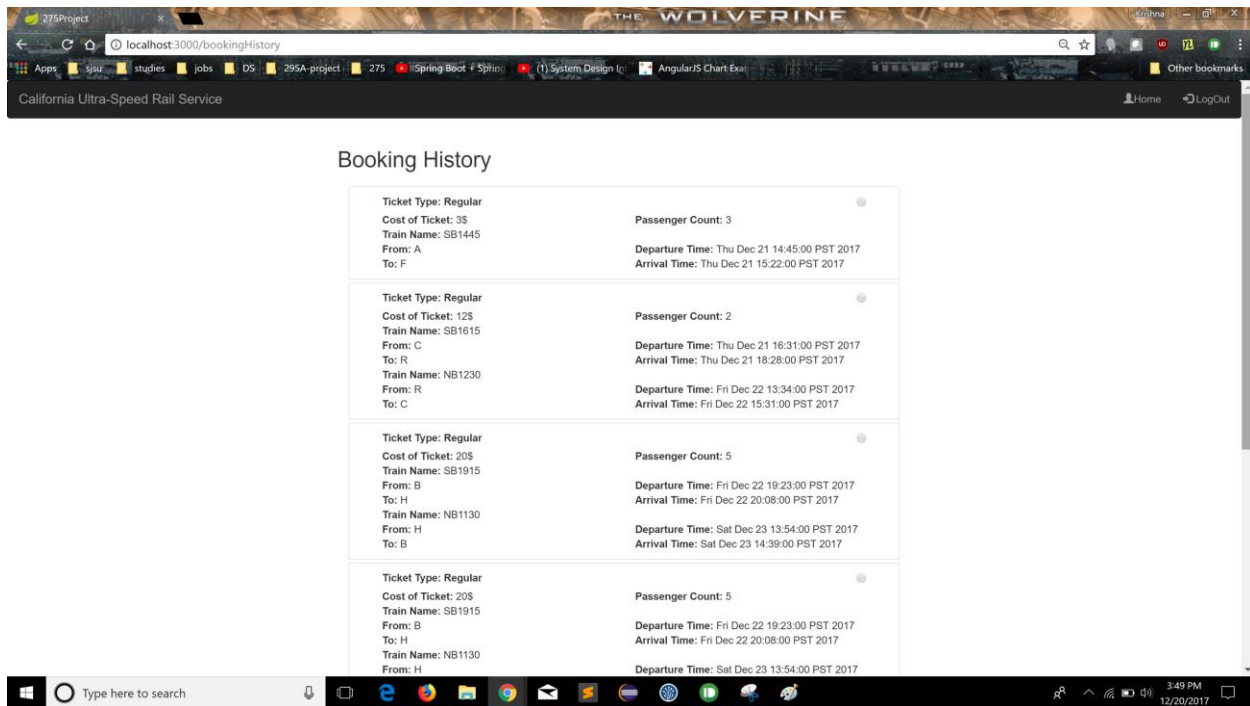 275Project
THE WOLVERINE
Krishna
localhost:3000/bookingHistory
Apps sjsu studies jobs DS 295A-project 275 Spring Boot + Spring (1) System Design In AngularJS Chart Exa Other bookmarks
California Ultra-Speed Rail Service Home LogOut
Booking History
Ticket Type: Regular
Cost of Ticket: 3$ Passenger Count: 3
Train Name: SB1445
From: A Departure Time: Thu Dec 21 14:45:00 PST 2017
To: F Arrival Time: Thu Dec 21 15:22:00 PST 2017
Ticket Type: Regular
Cost of Ticket: 12$ Passenger Count: 2
Train Name: SB1615
From: C Departure Time: Thu Dec 21 16:31:00 PST 2017
To: R Arrival Time: Thu Dec 21 18:28:00 PST 2017
Train Name: NB1230
From: R Departure Time: Fri Dec 22 13:34:00 PST 2017
To: C Arrival Time: Fri Dec 22 15:31:00 PST 2017
Ticket Type: Regular
Cost of Ticket: 20$ Passenger Count: 5
Train Name: SB1915
From: B Departure Time: Fri Dec 22 19:23:00 PST 2017
To: H Arrival Time: Fri Dec 22 20:08:00 PST 2017
Train Name: NB1130
From: H Departure Time: Sat Dec 23 13:54:00 PST 2017
To: B Arrival Time: Sat Dec 23 14:39:00 PST 2017
Ticket Type: Regular
Cost of Ticket: 20$ Passenger Count: 5
Train Name: SB1915
From: B Departure Time: Fri Dec 22 19:23:00 PST 2017
To: H Arrival Time: Fri Dec 22 20:08:00 PST 2017
Train Name: NB1130
From: H Departure Time: Sat Dec 23 13:54:00 PST 2017
Type here to search 3:49 PM
12/20/2017